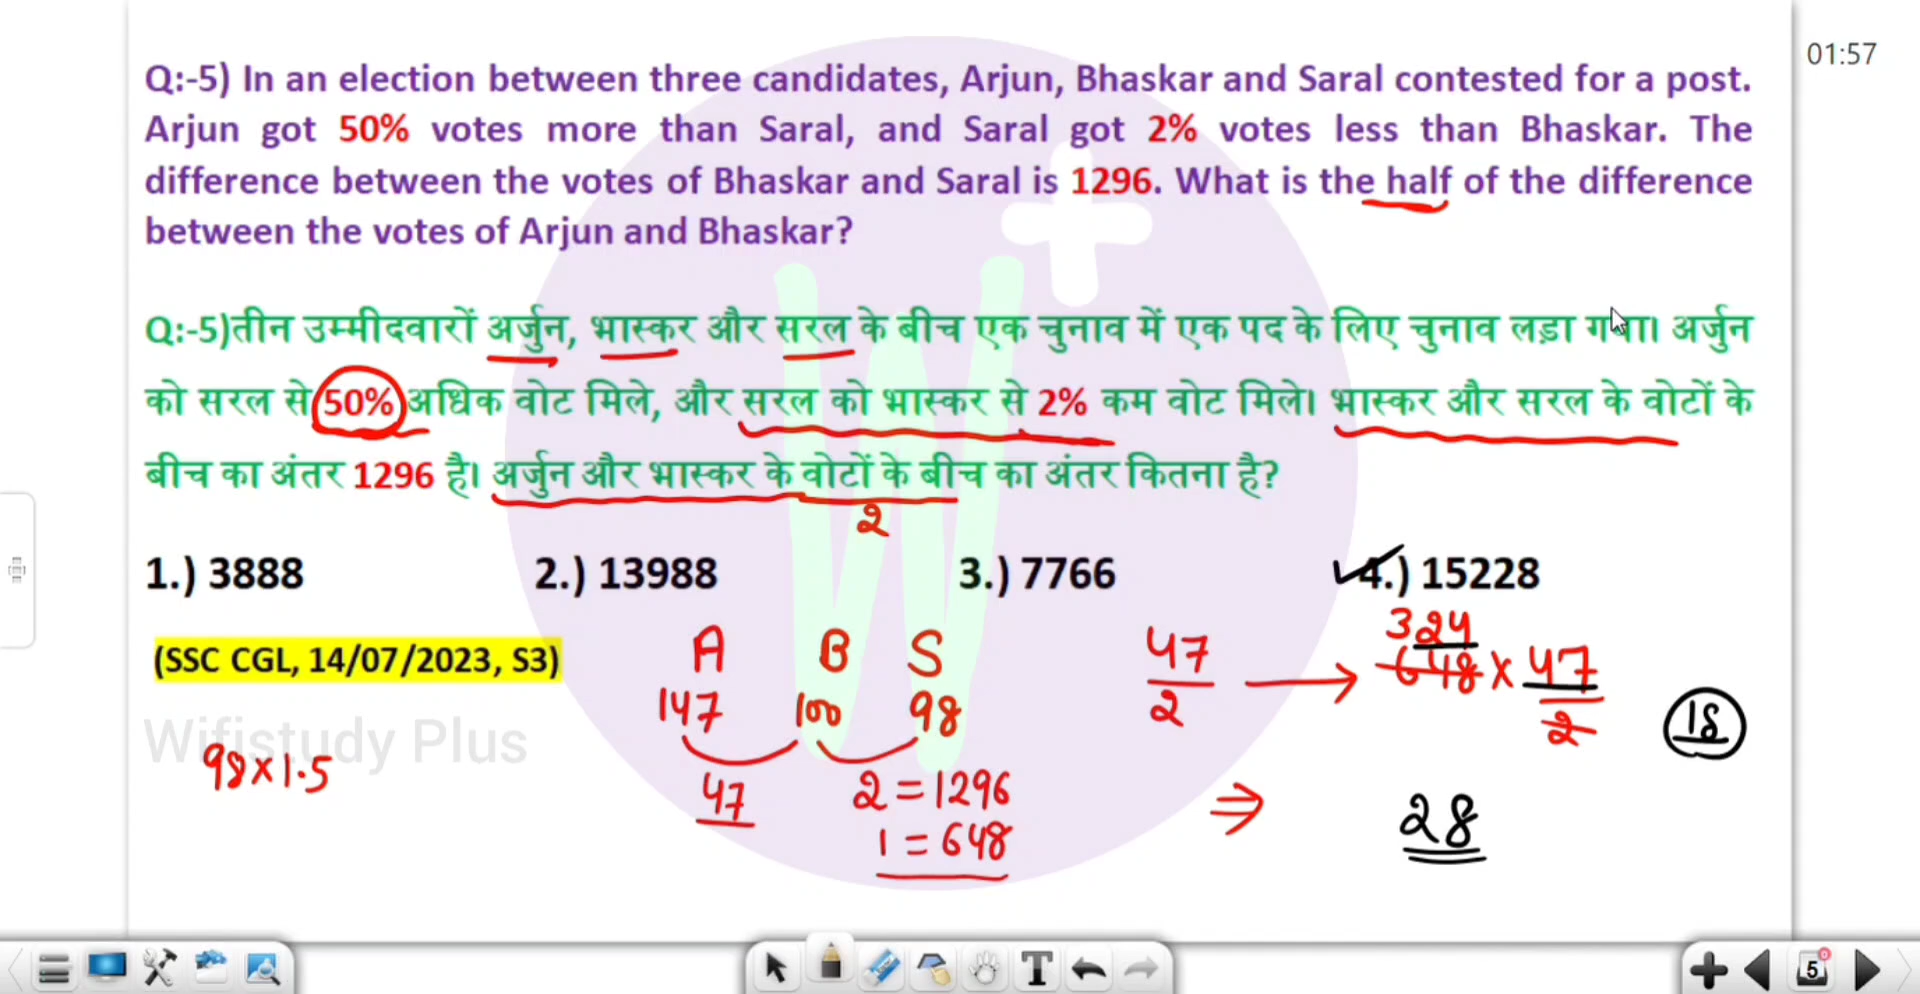 01:57
Q:-5) In an election between three candidates, Arjun, Bhaskar and Saral contested for a post.
Arjun got 50% votes more than Saral, and Saral got 2% votes less than Bhaskar. The
difference between the votes of Bhaskar and Saral is 1296. What is the half of the difference
between the votes of Arjun and Bhaskar?
Q:-5)तीन उम्मीदवारों अर्जुन, भास्कर और सरल के बीच एक चुनाव में एक पद के लिए चुनाव लड़ा गया। अर्जुन
को सरल से 50% अधिक वोट मिले, और सरल को भास्कर से 2% कम वोट मिले। भास्कर और सरल के वोटों के
बीच का अंतर 1296 है। अर्जुन और भास्कर के वोटों के बीच का अंतर कितना है?
2
1.) 3888 2.) 13988 3.) 7766 4.) 15228
(SSC CGL, 14/07/2023, S3)
A B S
147 100 98
47
2 = 1296
1 = 648
47/2 → 648 × 47/2
324
18
Wifistudy Plus
98×1.5
⇒ 28
T
5
0